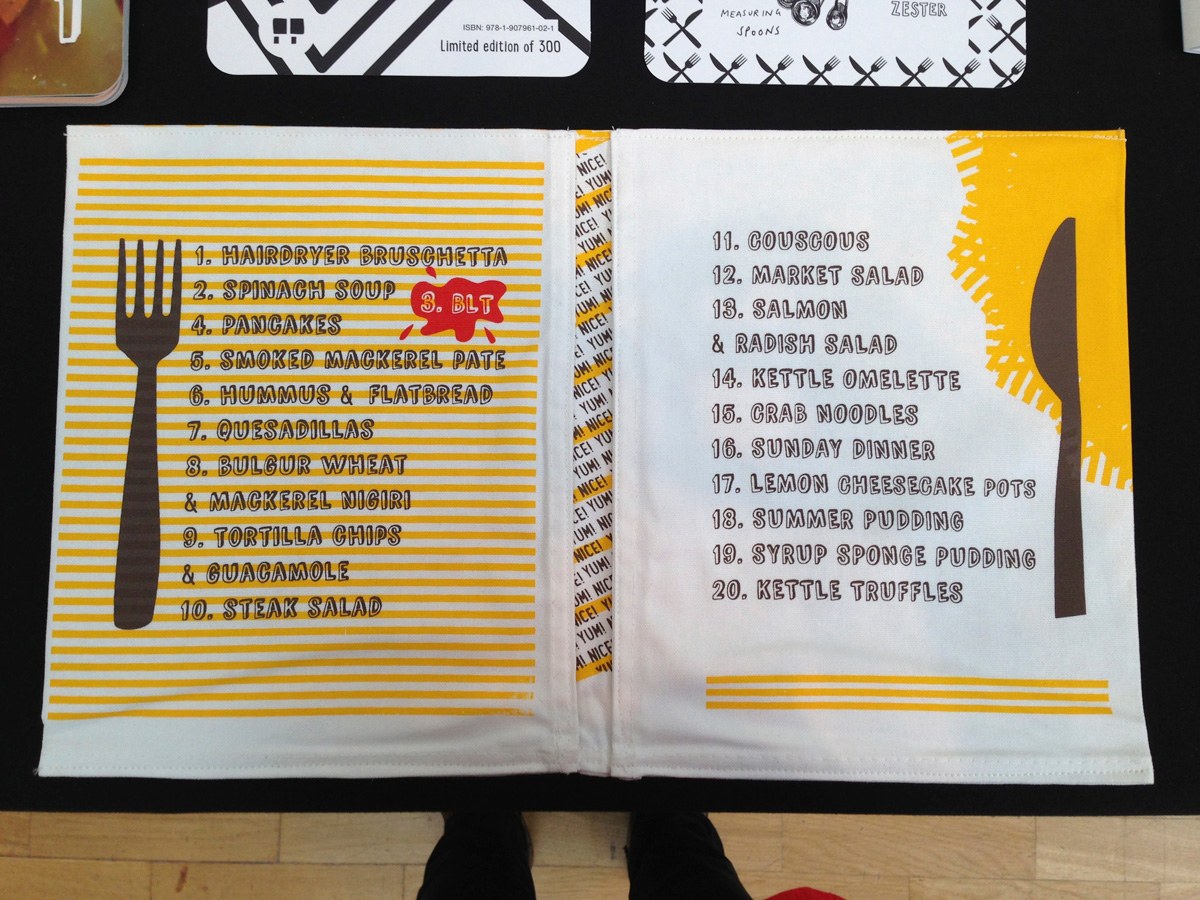 ISBN: 978-1-907961-02-1
Limited edition of 300
MEASURING
SPOONS
ZESTER
1. HAIRDRYER BRUSCHETTA
2. SPINACH SOUP
3. BLT
4. PANCAKES
5. SMOKED MACKEREL PATE
6. HUMMUS & FLATBREAD
7. QUESADILLAS
8. BULGUR WHEAT
& MACKEREL NIGIRI
9. TORTILLA CHIPS
& GUACAMOLE
10. STEAK SALAD
NICE! YUM! NICE! YUM!
11. COUSCOUS
12. MARKET SALAD
13. SALMON
& RADISH SALAD
14. KETTLE OMELETTE
15. CRAB NOODLES
16. SUNDAY DINNER
17. LEMON CHEESECAKE POTS
18. SUMMER PUDDING
19. SYRUP SPONGE PUDDING
20. KETTLE TRUFFLES